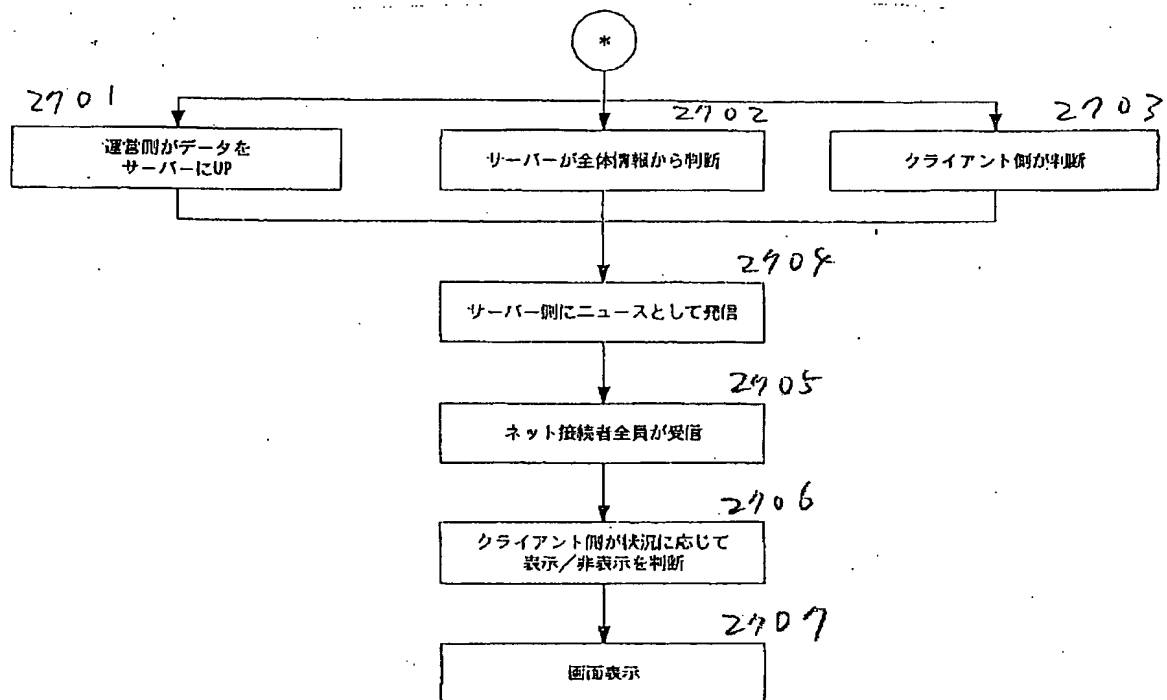 *
2701
運営側がデータを
サーバーにUP
2702
サーバーが全体情報から判断
2703
クライアント側が判断
2704
サーバー側にニュースとして発信
2705
ネット接続者全員が受信
2706
クライアント側が状況に応じて
表示/非表示を判断
2707
画面表示